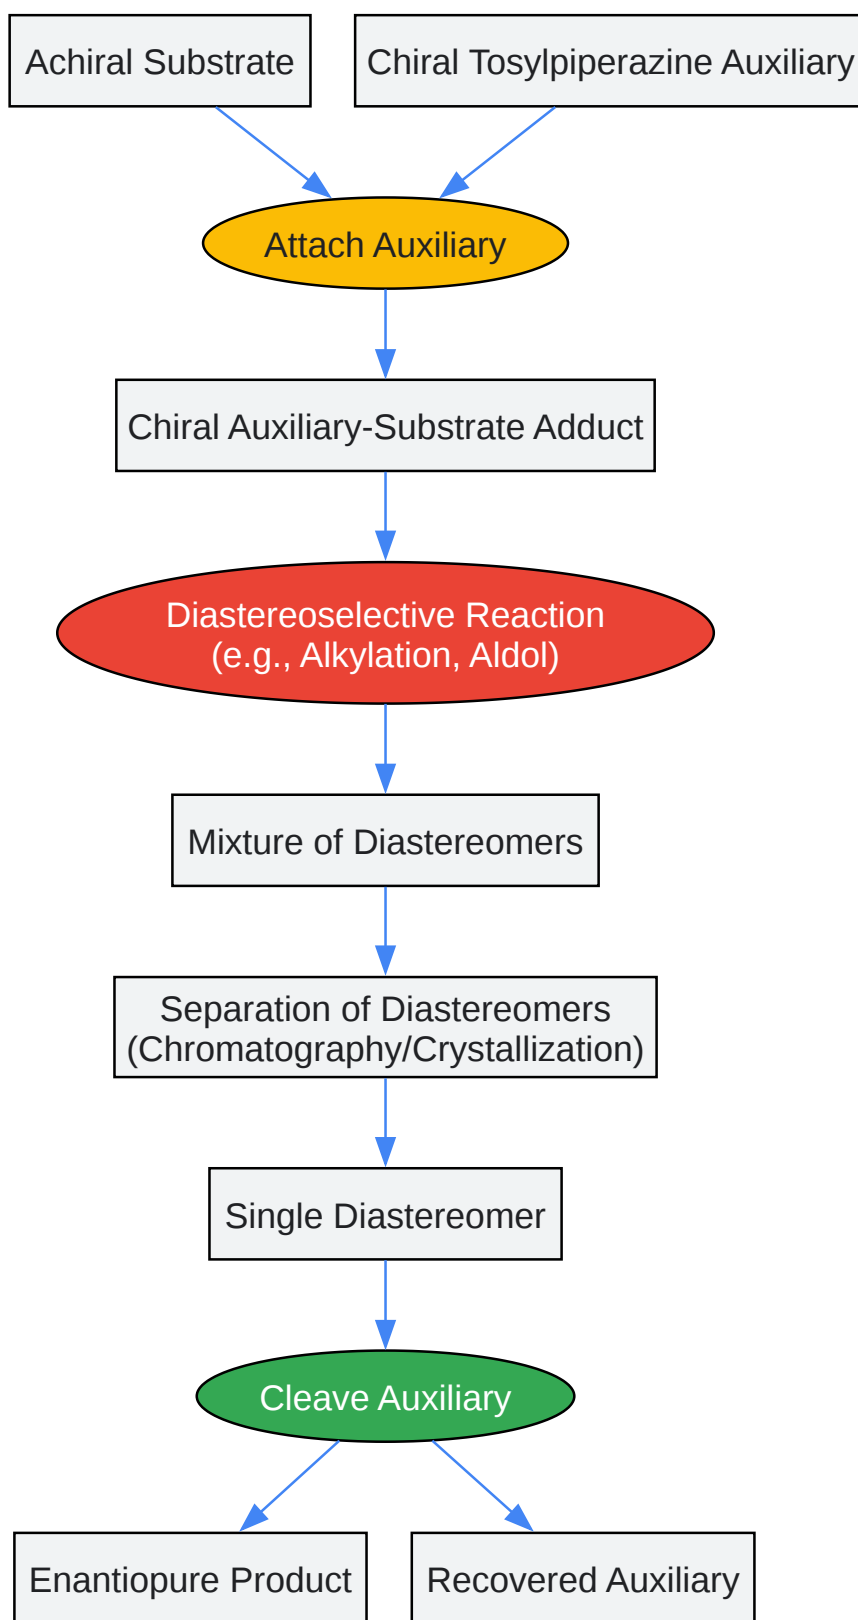 Achiral Substrate
Chiral Tosylpiperazine Auxiliary
Attach Auxiliary
Chiral Auxiliary-Substrate Adduct
Diastereoselective Reaction
(e.g., Alkylation, Aldol)
Mixture of Diastereomers
Separation of Diastereomers
(Chromatography/Crystallization)
Single Diastereomer
Cleave Auxiliary
Enantiopure Product
Recovered Auxiliary